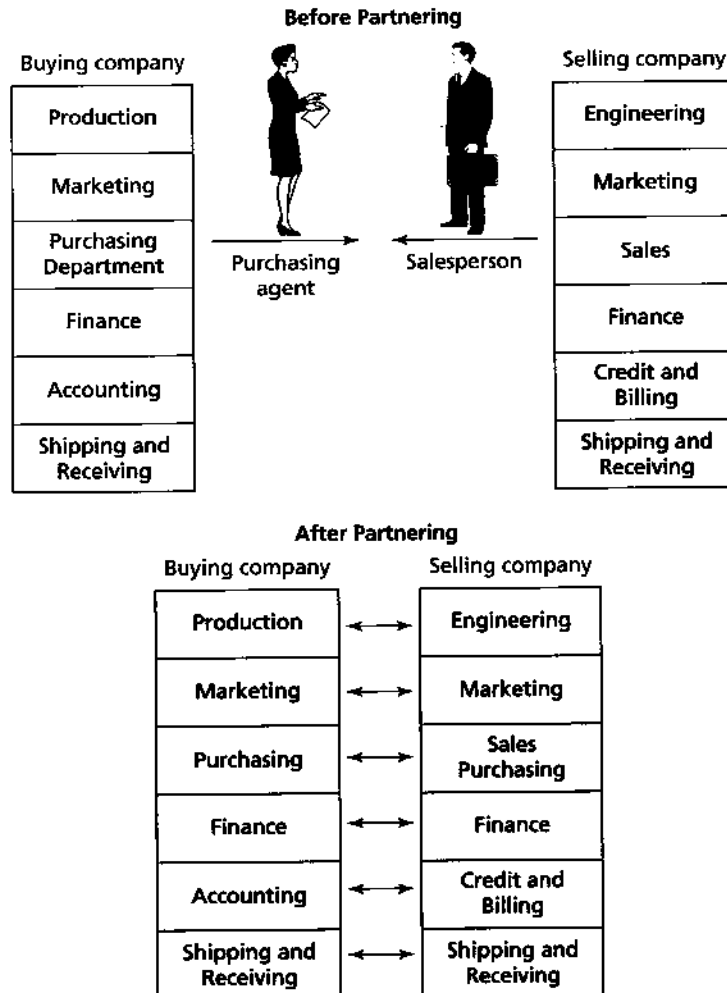 Before Partnering
Buying company
Production
Marketing
Purchasing
Department
Finance
Accounting
Shipping and
Receiving
Purchasing
agent
Salesperson
Selling company
Engineering
Marketing
Sales
Finance
Credit and
Billing
Shipping and
Receiving
After Partnering
Buying company
Production
Marketing
Purchasing
Finance
Accounting
Shipping and
Receiving
Selling company
Engineering
Marketing
Sales
Purchasing
Finance
Credit and
Billing
Shipping and
Receiving